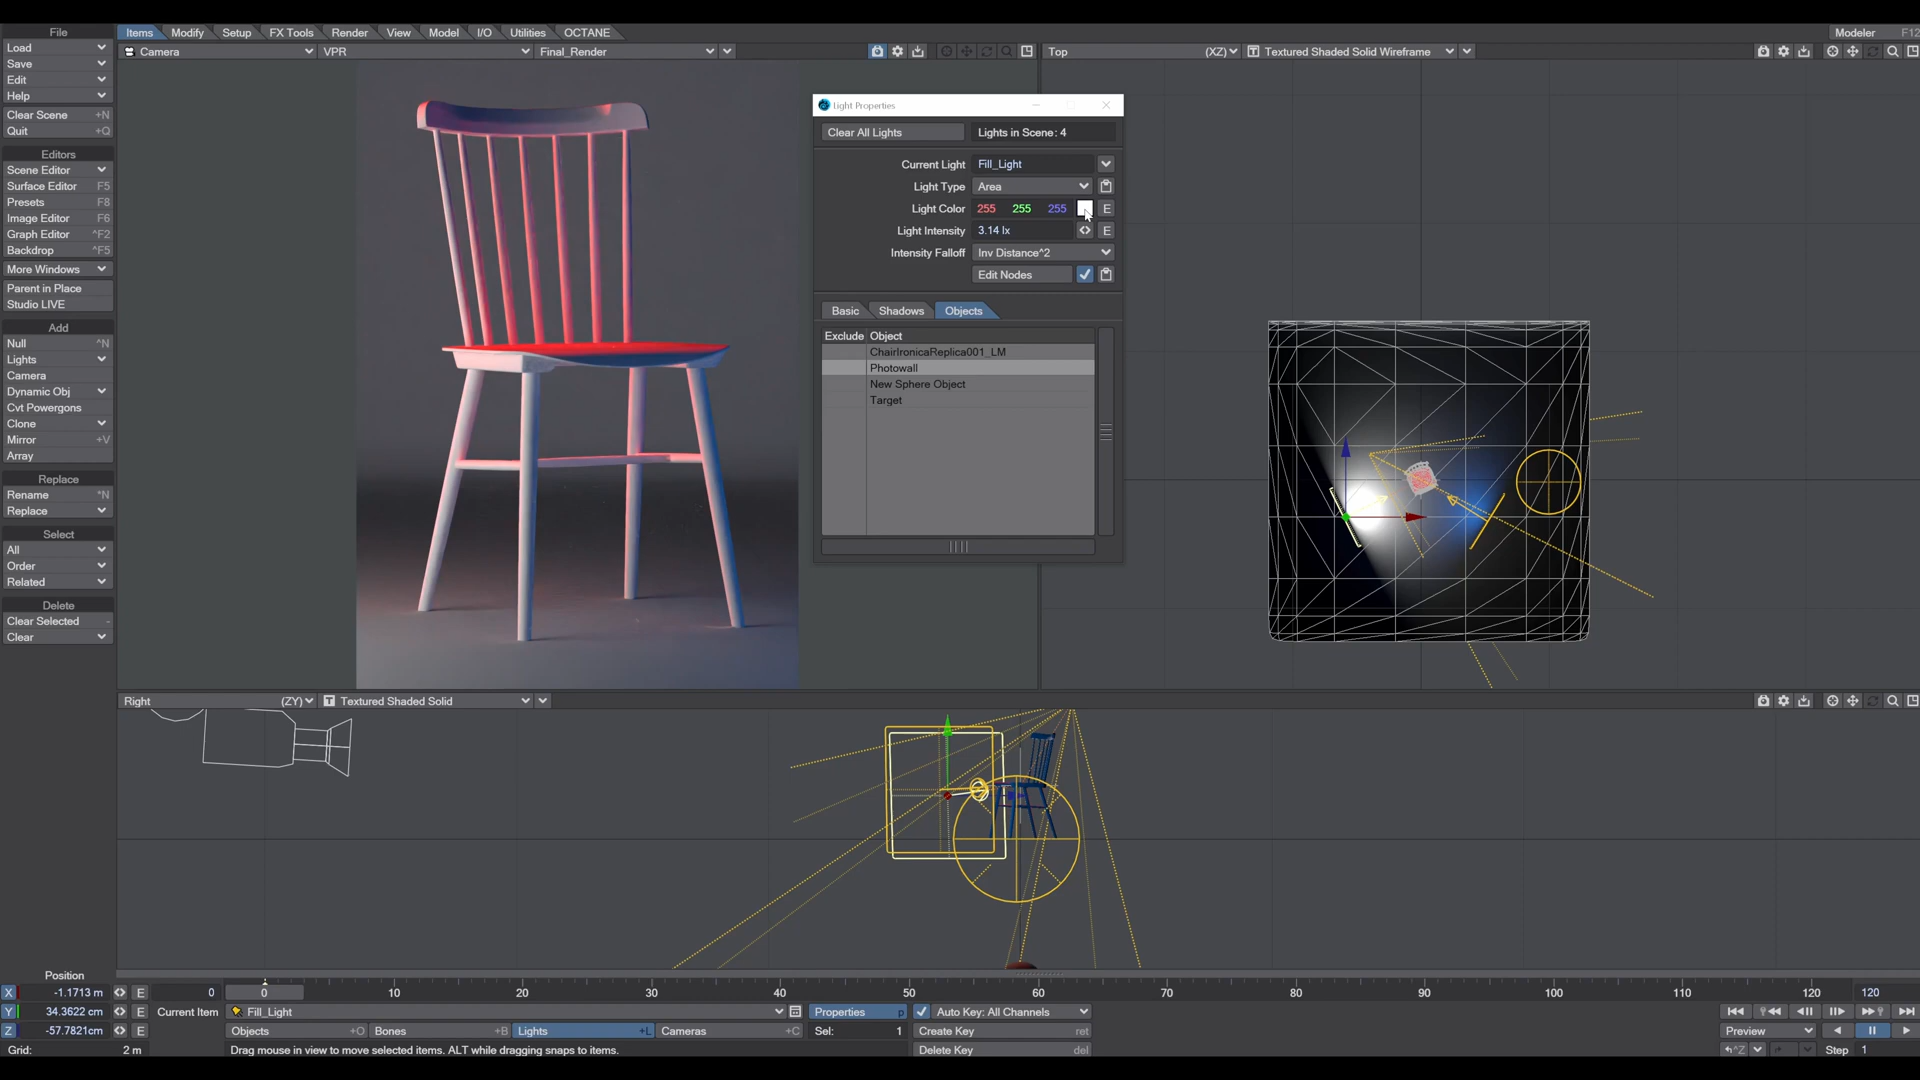 File
Load
Save
Edit
Help
Clear Scene +N
Quit +Q
Editors
Scene Editor
Surface Editor F5
Presets F8
Image Editor F6
Graph Editor ^F2
Backdrop ^F5
More Windows
Parent in Place
Studio LIVE
Add
Null ^N
Lights
Camera
Dynamic Obj
Cvt Powergons
Clone
Mirror +V
Array
Replace
Rename ^N
Replace
Select
All
Order
Related
Delete
Clear Selected -
Clear
Items Modify Setup FX Tools Render View Model I/O Utilities OCTANE
Modeler F12
Camera VPR Final_Render
Top (XZ) Textured Shaded Solid Wireframe
Light Properties
Clear All Lights Lights in Scene: 4
Current Light Fill_Light
Light Type Area
Light Color 255 255 255 E
Light Intensity 3.14 lx E
Intensity Falloff Inv Distance^2
Edit Nodes
Basic Shadows Objects
Exclude Object
ChairIronicaReplica001_LM
Photowall
New Sphere Object
Target
Right (ZY) Textured Shaded Solid
Position
X -1.1713 m E
Y 34.3622 cm E
Z -57.7821cm E
Grid: 2 m
0 0 10 20 30 40 50 60 70 80 90 100 110 120 120
Current Item Fill_Light Properties p Auto Key: All Channels
Objects +O Bones +B Lights +L Cameras +C Sel: 1 Create Key ret
Drag mouse in view to move selected items. ALT while dragging snaps to items. Delete Key del
Preview
^Z Step 1